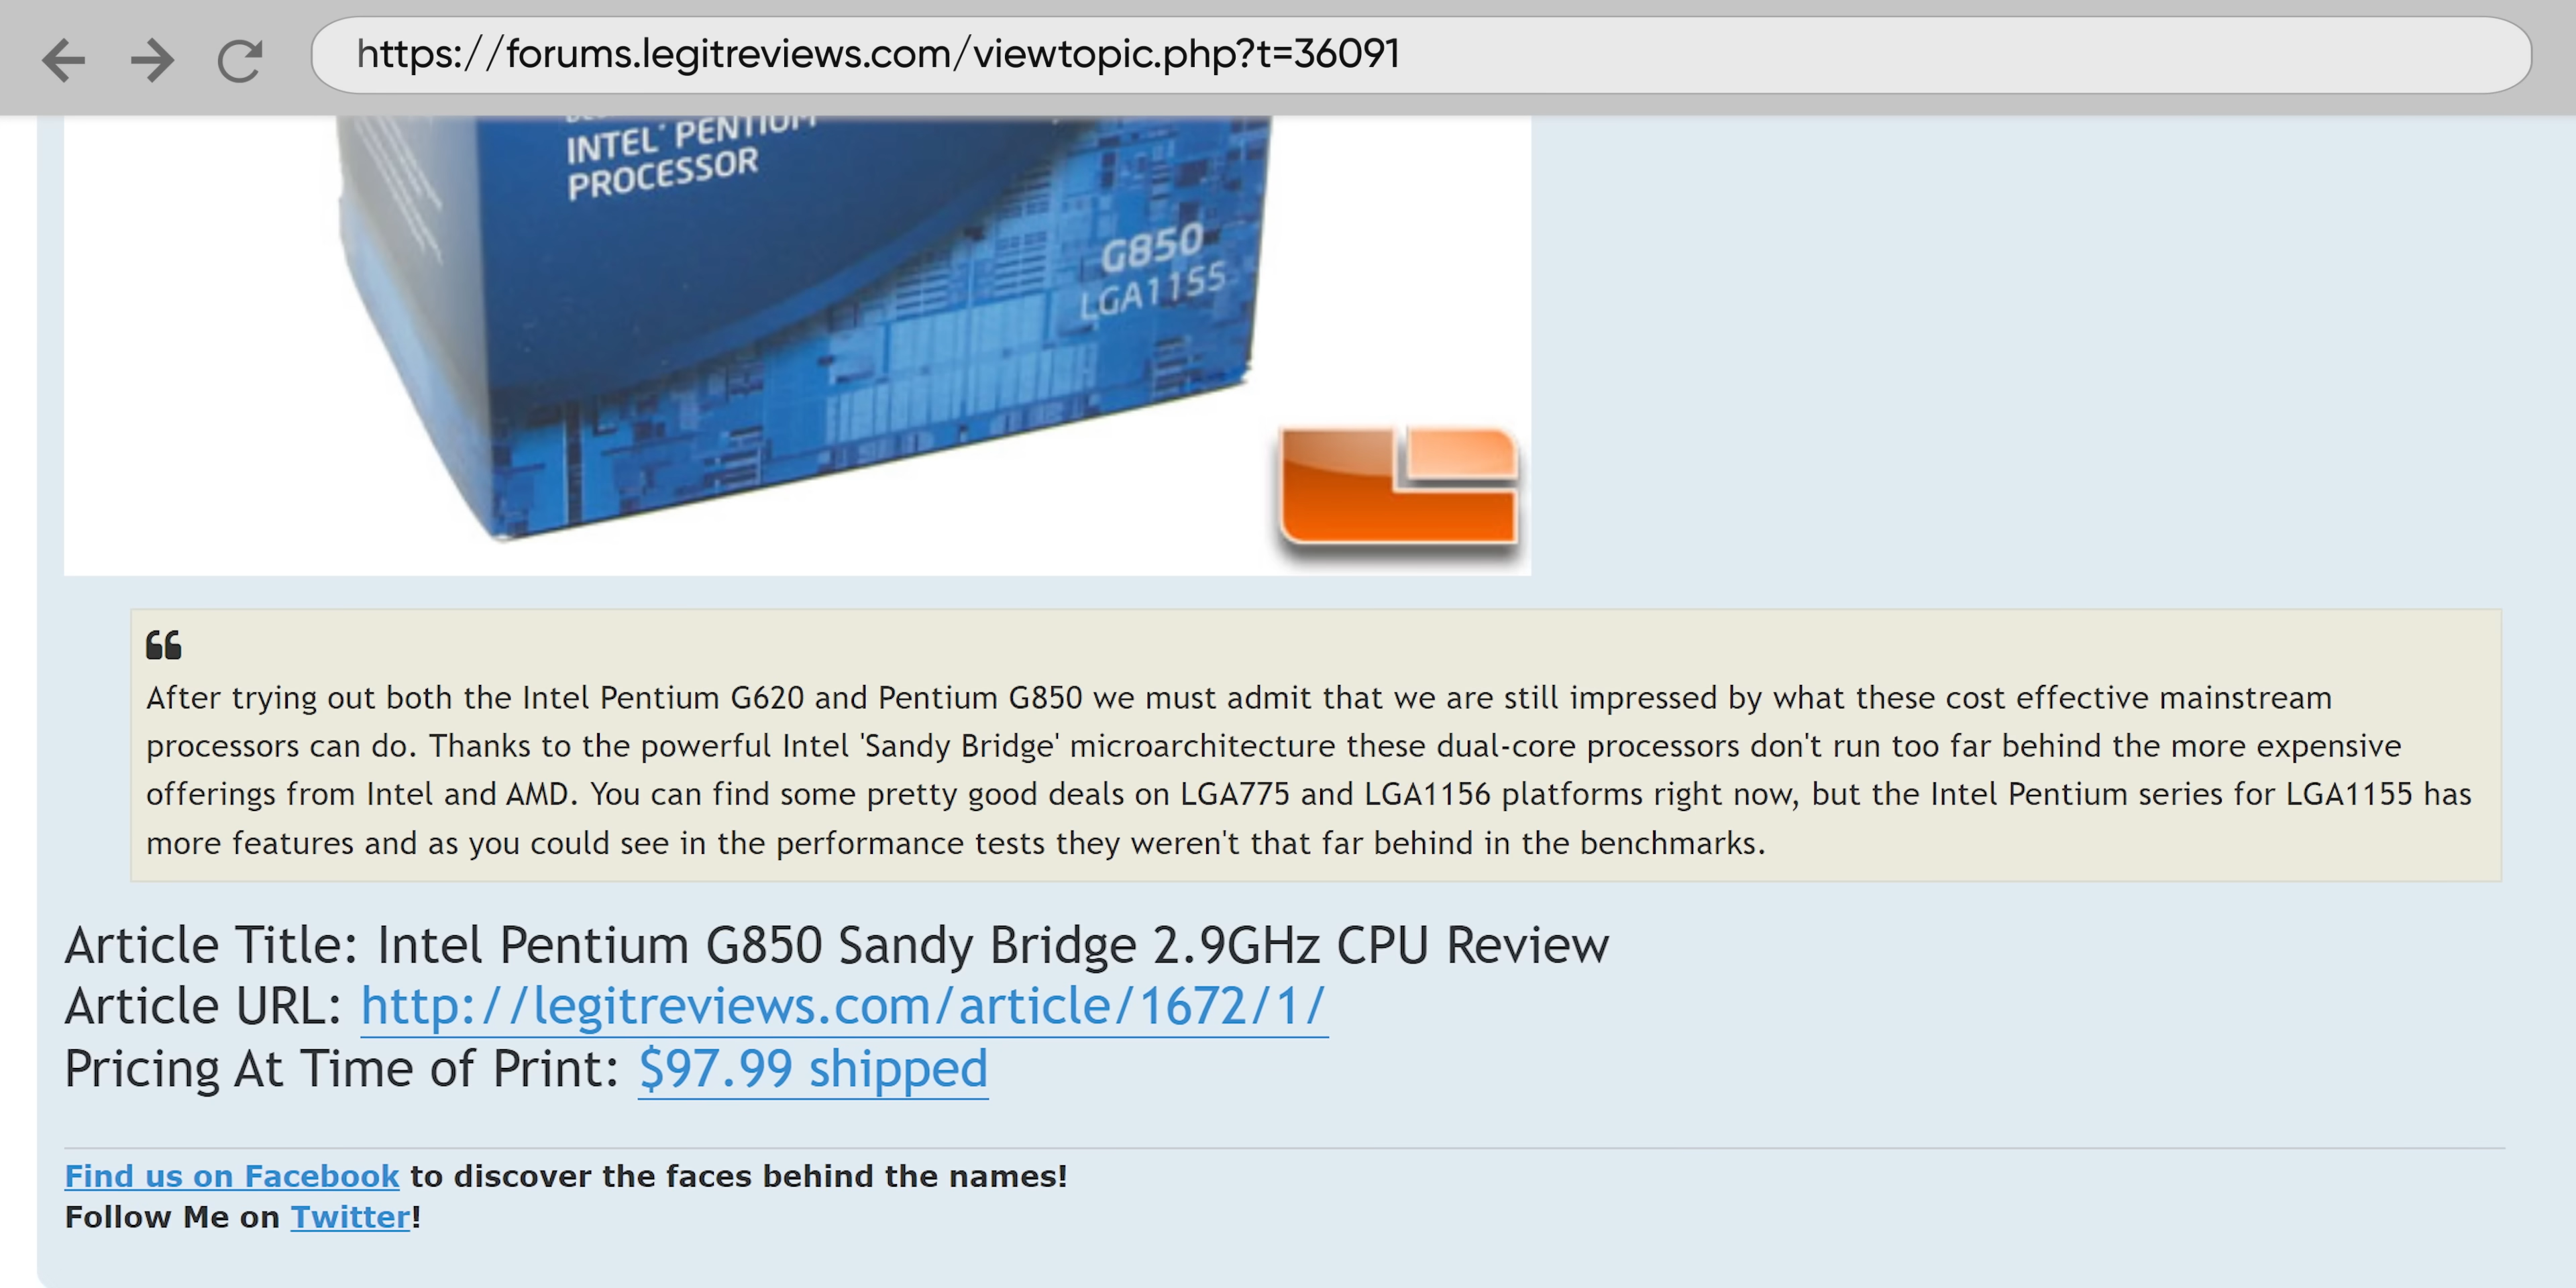 https://forums.legitreviews.com/viewtopic.php?t=36091
INTEL® PENTIUM
PROCESSOR
G850
LGA1155
After trying out both the Intel Pentium G620 and Pentium G850 we must admit that we are still impressed by what these cost effective mainstream
processors can do. Thanks to the powerful Intel 'Sandy Bridge' microarchitecture these dual-core processors don't run too far behind the more expensive
offerings from Intel and AMD. You can find some pretty good deals on LGA775 and LGA1156 platforms right now, but the Intel Pentium series for LGA1155 has
more features and as you could see in the performance tests they weren't that far behind in the benchmarks.
Article Title: Intel Pentium G850 Sandy Bridge 2.9GHz CPU Review
Article URL: http://legitreviews.com/article/1672/1/
Pricing At Time of Print: $97.99 shipped
Find us on Facebook to discover the faces behind the names!
Follow Me on Twitter!